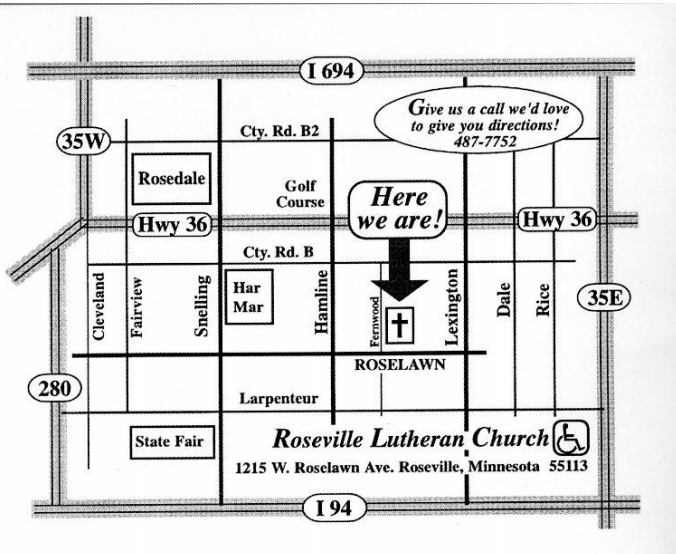 I 694
Give us a call we'd love
to give you directions!
487-7752
35W
Cty. Rd. B2
Rosedale
Golf
Course
Here
we are!
Hwy 36
Hwy 36
Cty. Rd. B
Cleveland
Fairview
Snelling
Har
Mar
Hamline
Fernwood
Lexington
Dale
Rice
35E
ROSELAWN
280
Larpenteur
State Fair
Roseville Lutheran Church
1215 W. Roselawn Ave. Roseville, Minnesota 55113
I 94